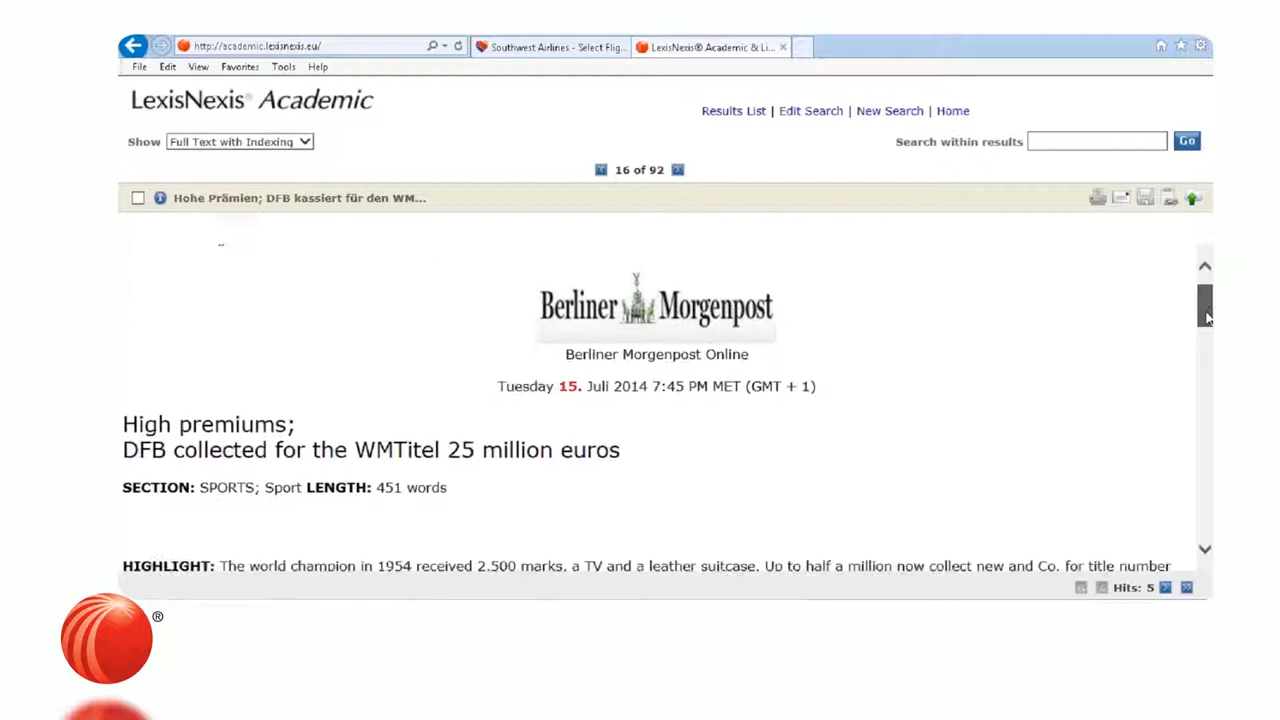 http://academic.lexisnexis.eu/
Southwest Airlines - Select Flig...
LexisNexis® Academic & Li...
File Edit View Favorites Tools Help
LexisNexis® Academic
Results List | Edit Search | New Search | Home
Show Full Text with Indexing
Search within results Go
16 of 92
Hohe Prämien; DFB kassiert für den WM...
Berliner Morgenpost
Berliner Morgenpost Online
Tuesday 15. Juli 2014 7:45 PM MET (GMT + 1)
High premiums;
DFB collected for the WMTitel 25 million euros
SECTION: SPORTS; Sport LENGTH: 451 words
HIGHLIGHT: The world champion in 1954 received 2.500 marks, a TV and a leather suitcase. Up to half a million now collect new and Co. for title number
Hits: 5
®